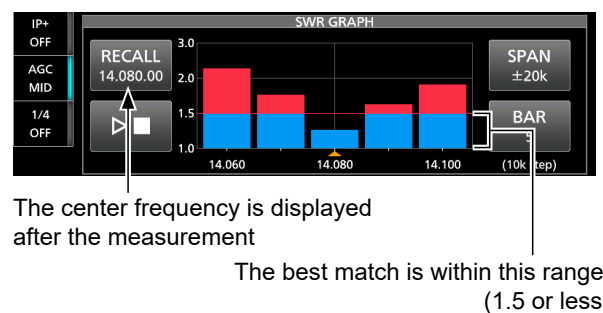 IP+
OFF
AGC
MID
1/4
OFF
SWR GRAPH
RECALL
14.080.00
3.0
2.0
1.5
1.0
14.060
14.080
14.100
SPAN
±20k
BAR
(10k step)
The center frequency is displayed
after the measurement
The best match is within this range
(1.5 or less